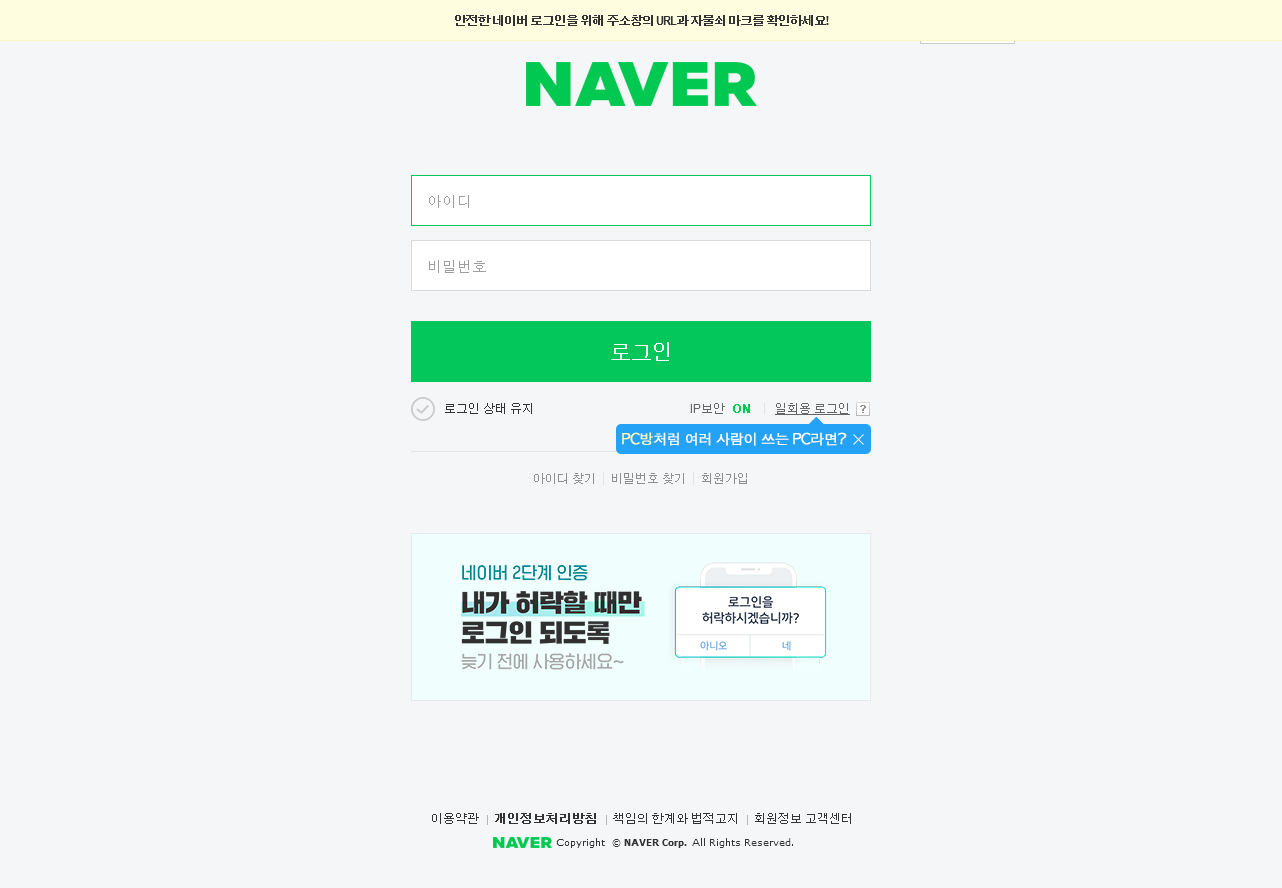 안전한 네이버 로그인을 위해 주소창의 URL과 자물쇠 마크를 확인하세요!
NAVER
아이디
비밀번호
로그인
로그인 상태 유지 IP보안 ON 일회용 로그인 ?
PC방처럼 여러 사람이 쓰는 PC라면?
아이디 찾기 비밀번호 찾기 회원가입
네이버 2단계 인증
내가 허락할 때만
로그인 되도록
늦기 전에 사용하세요~
로그인을
허락하시겠습니까?
아니오 네
이용약관 개인정보처리방침 책임의 한계와 법적고지 회원정보 고객센터
NAVER Copyright © NAVER Corp. All Rights Reserved.